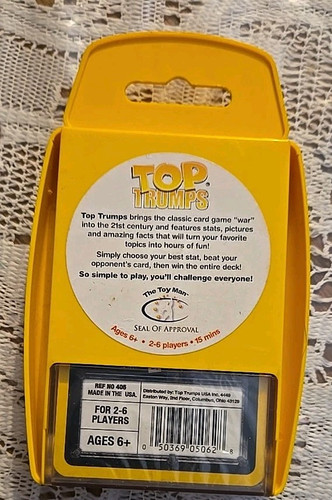 TOP
TRUMPS
Top Trumps brings the classic card game "war"
into the 21st century and features stats, pictures
and amazing facts that will turn your favorite
topics into hours of fun!
Simply choose your best stat, beat your
opponent's card, then win the entire deck!
So simple to play, you'll challenge everyone!
The Toy Man
SEAL OF APPROVAL
Ages 6+ • 2-6 players • 15 mins
REF NO 408
MADE IN THE USA.
Distributed by: Top Trumps USA Inc. 4449
Easton Way, 2nd Floor, Columbus, Ohio 43129
FOR 2-6
PLAYERS
AGES 6+
0 50369 05062 8